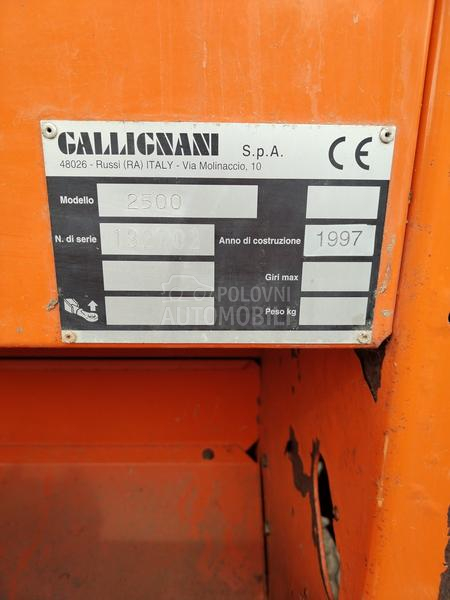 GALLIGNANI S.p.A. CE
48026 - Russi (RA) ITALY - Via Molinaccio, 10
Modello 2500
N. di serie Anno di costruzione 1997
Giri max
Peso kg
POLOVNI
AUTOMOBILI